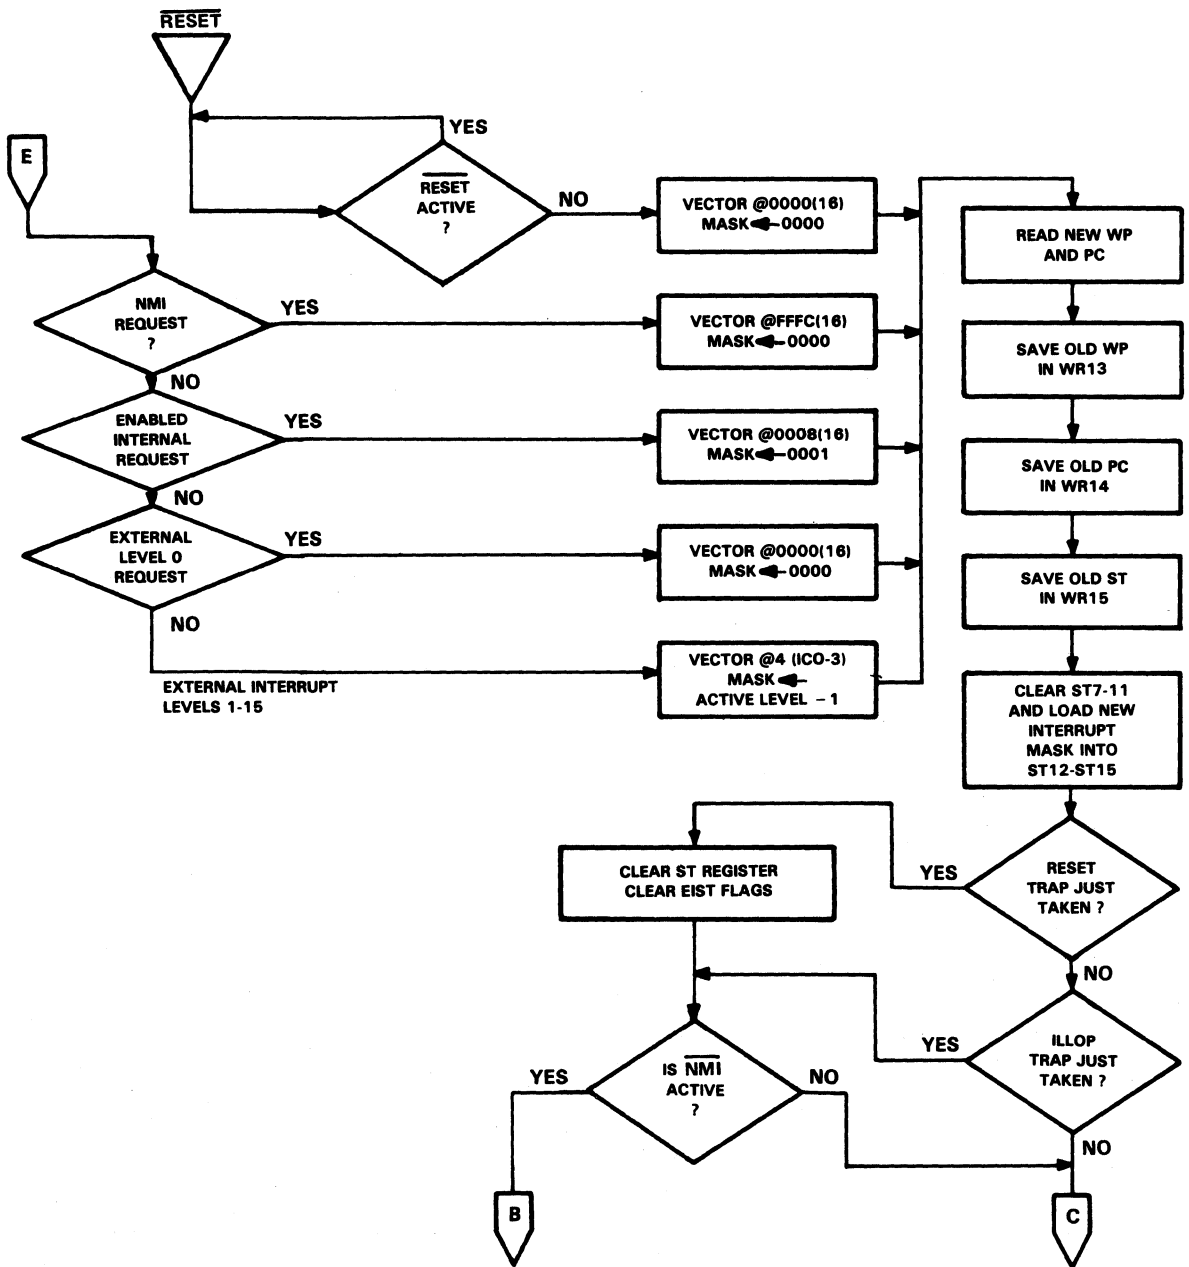 RESET
YES
E
RESET
ACTIVE
?
NO
VECTOR @0000(16)
MASK◄0000
READ NEW WP
AND PC
NMI
REQUEST
?
YES
VECTOR @FFFC(16)
MASK◄0000
SAVE OLD WP
IN WR13
NO
ENABLED
INTERNAL
REQUEST
YES
VECTOR @0008(16)
MASK◄0001
SAVE OLD PC
IN WR14
NO
EXTERNAL
LEVEL 0
REQUEST
YES
VECTOR @0000(16)
MASK◄0000
SAVE OLD ST
IN WR15
NO
EXTERNAL INTERRUPT
LEVELS 1-15
VECTOR @4 (ICO-3)
MASK◄
ACTIVE LEVEL – 1
CLEAR ST7-11
AND LOAD NEW
INTERRUPT
MASK INTO
ST12-ST15
CLEAR ST REGISTER
CLEAR EIST FLAGS
YES
RESET
TRAP JUST
TAKEN ?
NO
YES
IS NMI
ACTIVE
?
NO
YES
ILLOP
TRAP JUST
TAKEN ?
NO
B
C